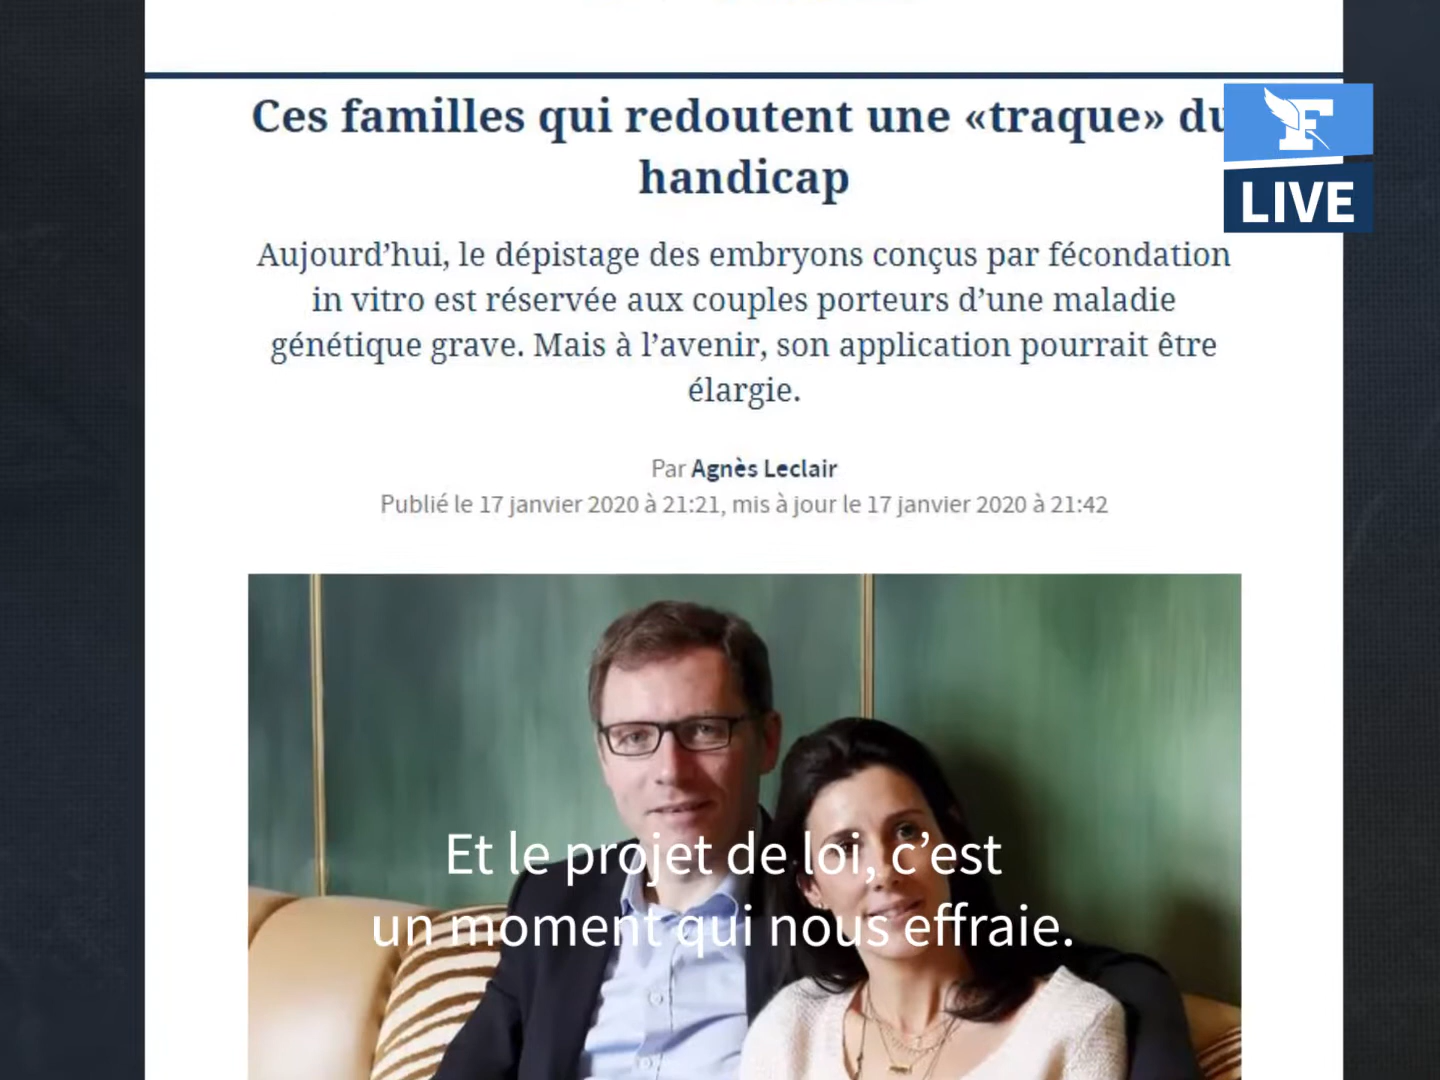 Ces familles qui redoutent une «traque» du
handicap
F
LIVE
Aujourd’hui, le dépistage des embryons conçus par fécondation
in vitro est réservée aux couples porteurs d’une maladie
génétique grave. Mais à l’avenir, son application pourrait être
élargie.
Par Agnès Leclair
Publié le 17 janvier 2020 à 21:21, mis à jour le 17 janvier 2020 à 21:42
Et le projet de loi, c’est
un moment qui nous effraie.